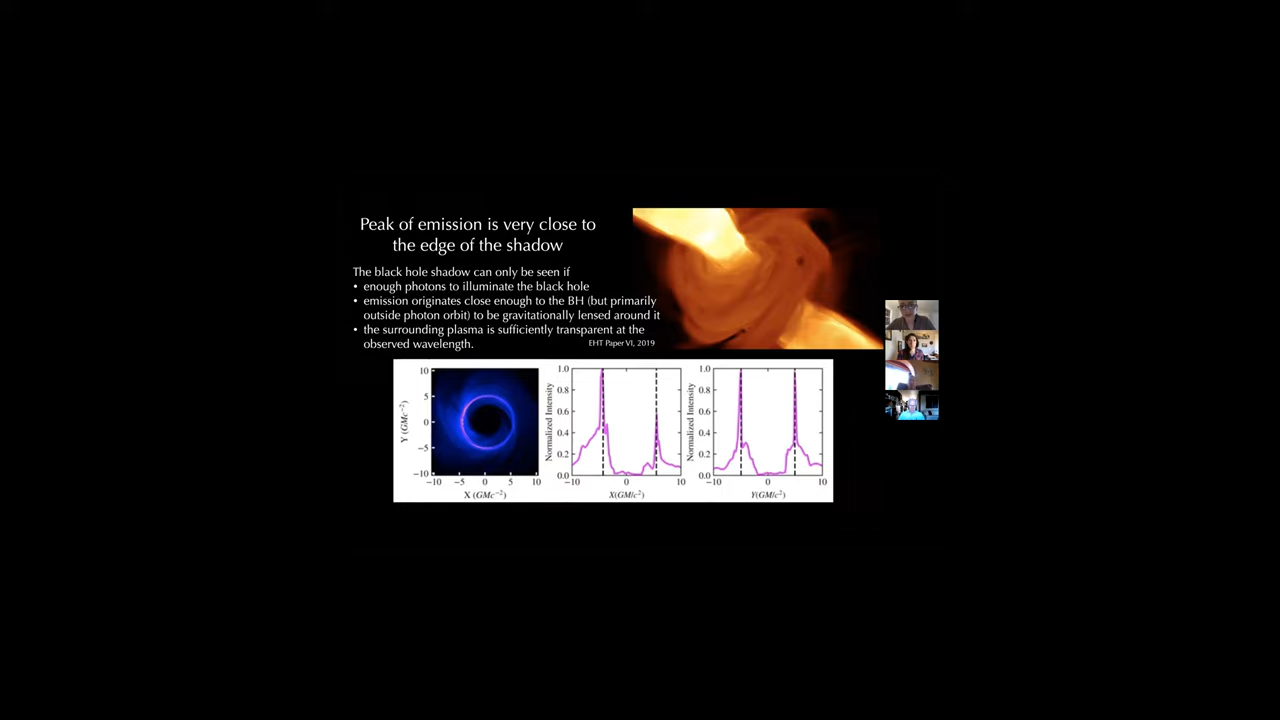 Peak of emission is very close to
the edge of the shadow
The black hole shadow can only be seen if
• enough photons to illuminate the black hole
• emission originates close enough to the BH (but primarily
outside photon orbit) to be gravitationally lensed around it
• the surrounding plasma is sufficiently transparent at the
observed wavelength.
EHT Paper VI, 2019
10
5
0
−5
−10
Y (GMc⁻²)
−10 −5 0 5 10
X (GMc⁻²)
1.0
0.8
0.6
0.4
0.2
0.0
Normalized Intensity
−10 0 10
X(GM/c²)
1.0
0.8
0.6
0.4
0.2
0.0
Normalized Intensity
−10 0 10
Y(GM/c²)